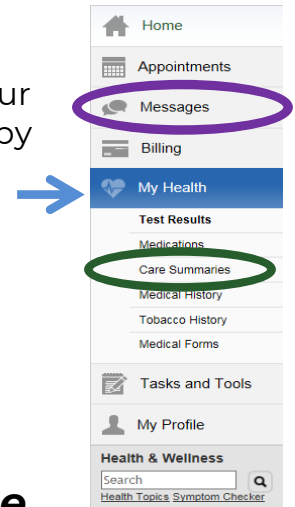 Home
Appointments
ur
Messages
by
Billing
My Health
Test Results
Medications
Care Summaries
Medical History
Tobacco History
Medical Forms
Tasks and Tools
My Profile
Health & Wellness
Search
e
Health Topics Symptom Checker